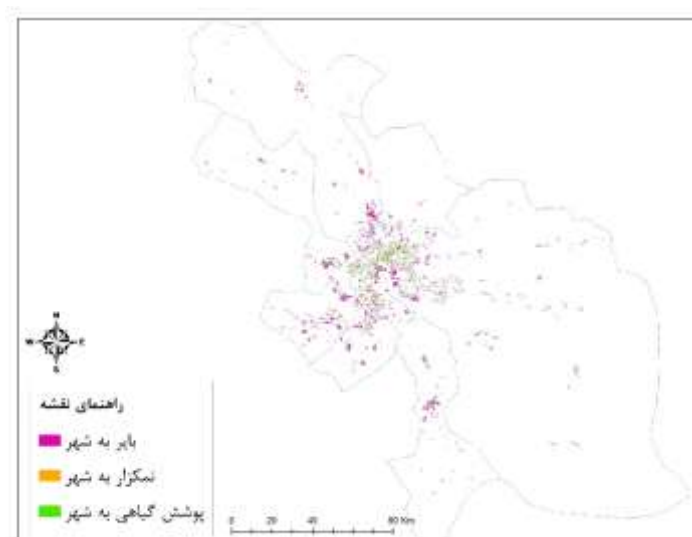 N
W E
S
راهنمای نقشه
بایر به شهر
نمکزار به شهر
پوشش گیاهی به شهر
0 20 40 80 Km